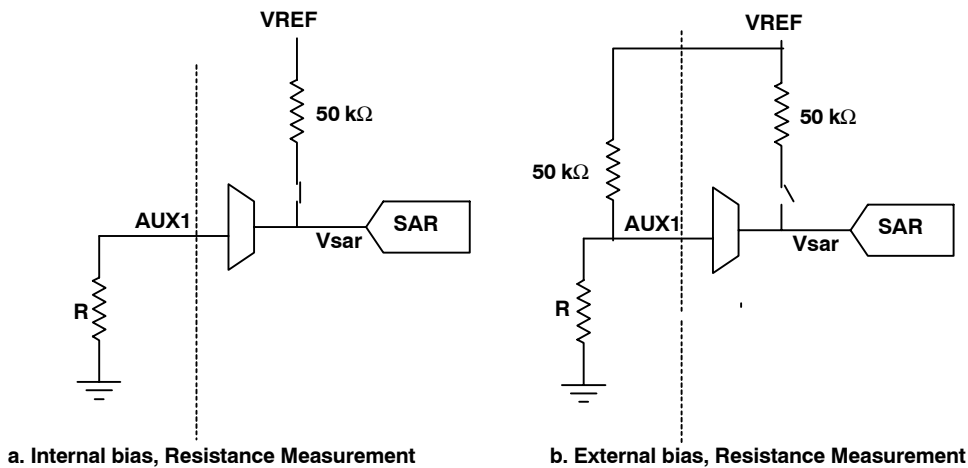 VREF
50 kΩ
AUX1
Vsar
SAR
R
a. Internal bias, Resistance Measurement
VREF
50 kΩ
50 kΩ
AUX1
Vsar
SAR
R
b. External bias, Resistance Measurement